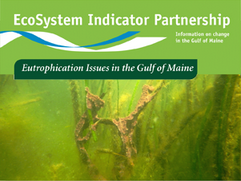 EcoSystem Indicator Partnership
Information on change
in the Gulf of Maine
Eutrophication Issues in the Gulf of Maine